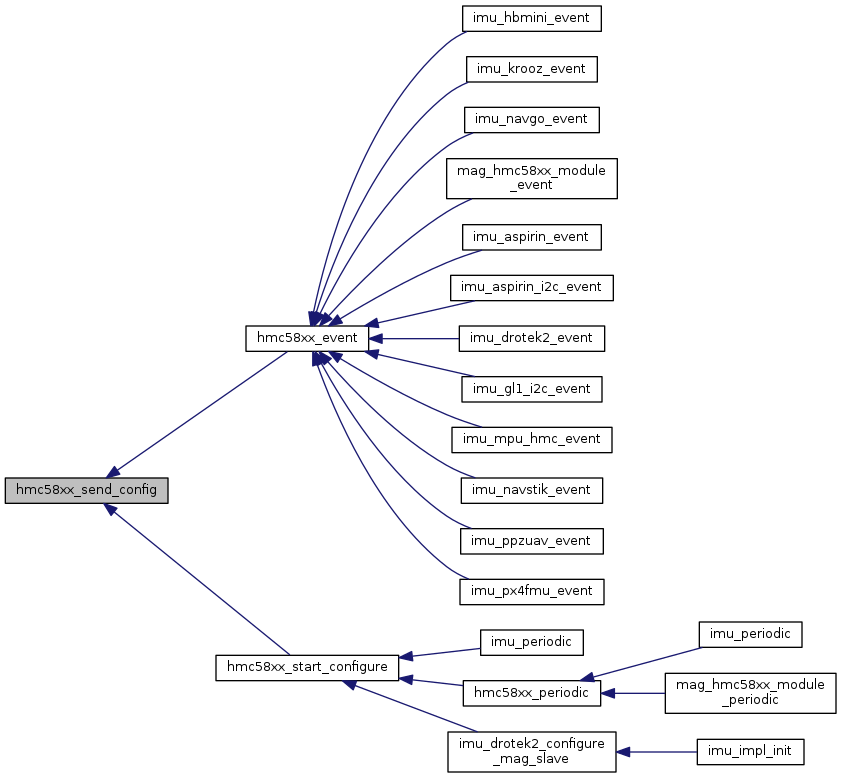 imu_hbmini_event
imu_krooz_event
imu_navgo_event
mag_hmc58xx_module
_event
imu_aspirin_event
imu_aspirin_i2c_event
hmc58xx_event
imu_drotek2_event
imu_gl1_i2c_event
imu_mpu_hmc_event
hmc58xx_send_config
imu_navstik_event
imu_ppzuav_event
imu_px4fmu_event
imu_periodic
imu_periodic
hmc58xx_start_configure
hmc58xx_periodic
mag_hmc58xx_module
_periodic
imu_drotek2_configure
_mag_slave
imu_impl_init